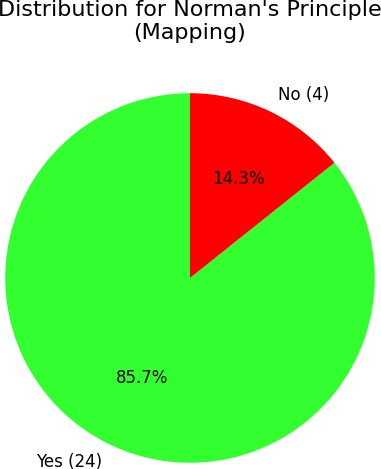 Distribution for Norman's Principle
(Mapping)
No (4)
14.3%
85.7%
Yes (24)